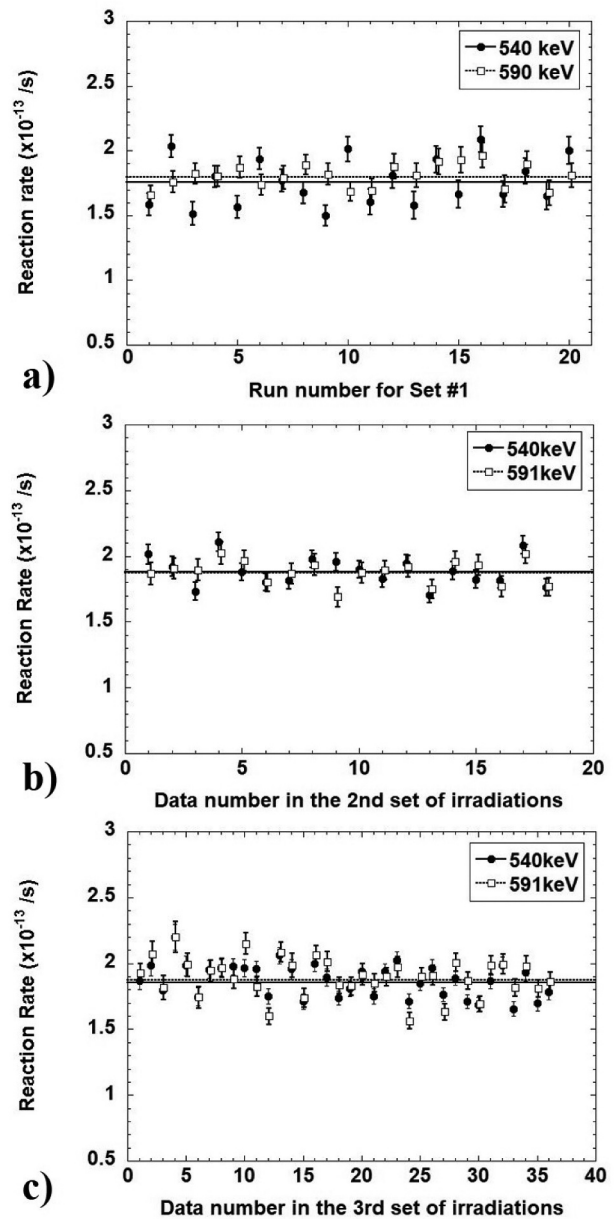 3
540 keV
590 keV
2.5
2
1.5
1
0.5
0 5 10 15 20
Reaction rate (x10⁻¹³ /s)
Run number for Set #1
a)
3
540keV
591keV
2.5
2
1.5
1
0.5
0 5 10 15 20
Reaction Rate (x10⁻¹³ /s)
Data number in the 2nd set of irradiations
b)
3
540keV
591keV
2.5
2
1.5
1
0.5
0 5 10 15 20 25 30 35 40
Reaction Rate (x10⁻¹³ /s)
Data number in the 3rd set of irradiations
c)